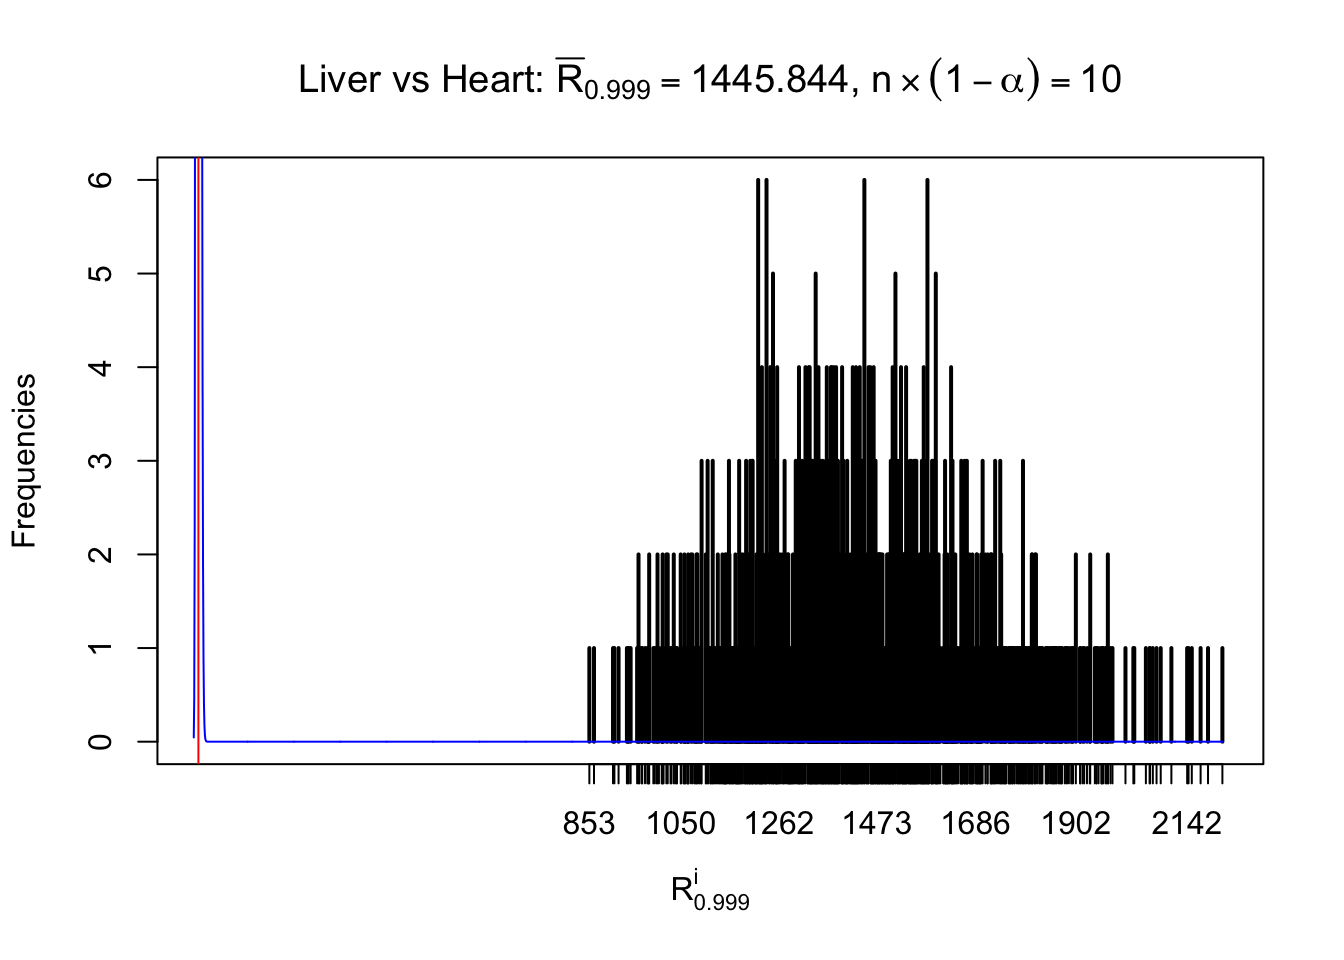 Liver vs Heart: R̅0.999 = 1445.844, n × (1 − α) = 10
Frequencies
6
5
4
3
2
1
0
853 1050 1262 1473 1686 1902 2142
R^i_0.999